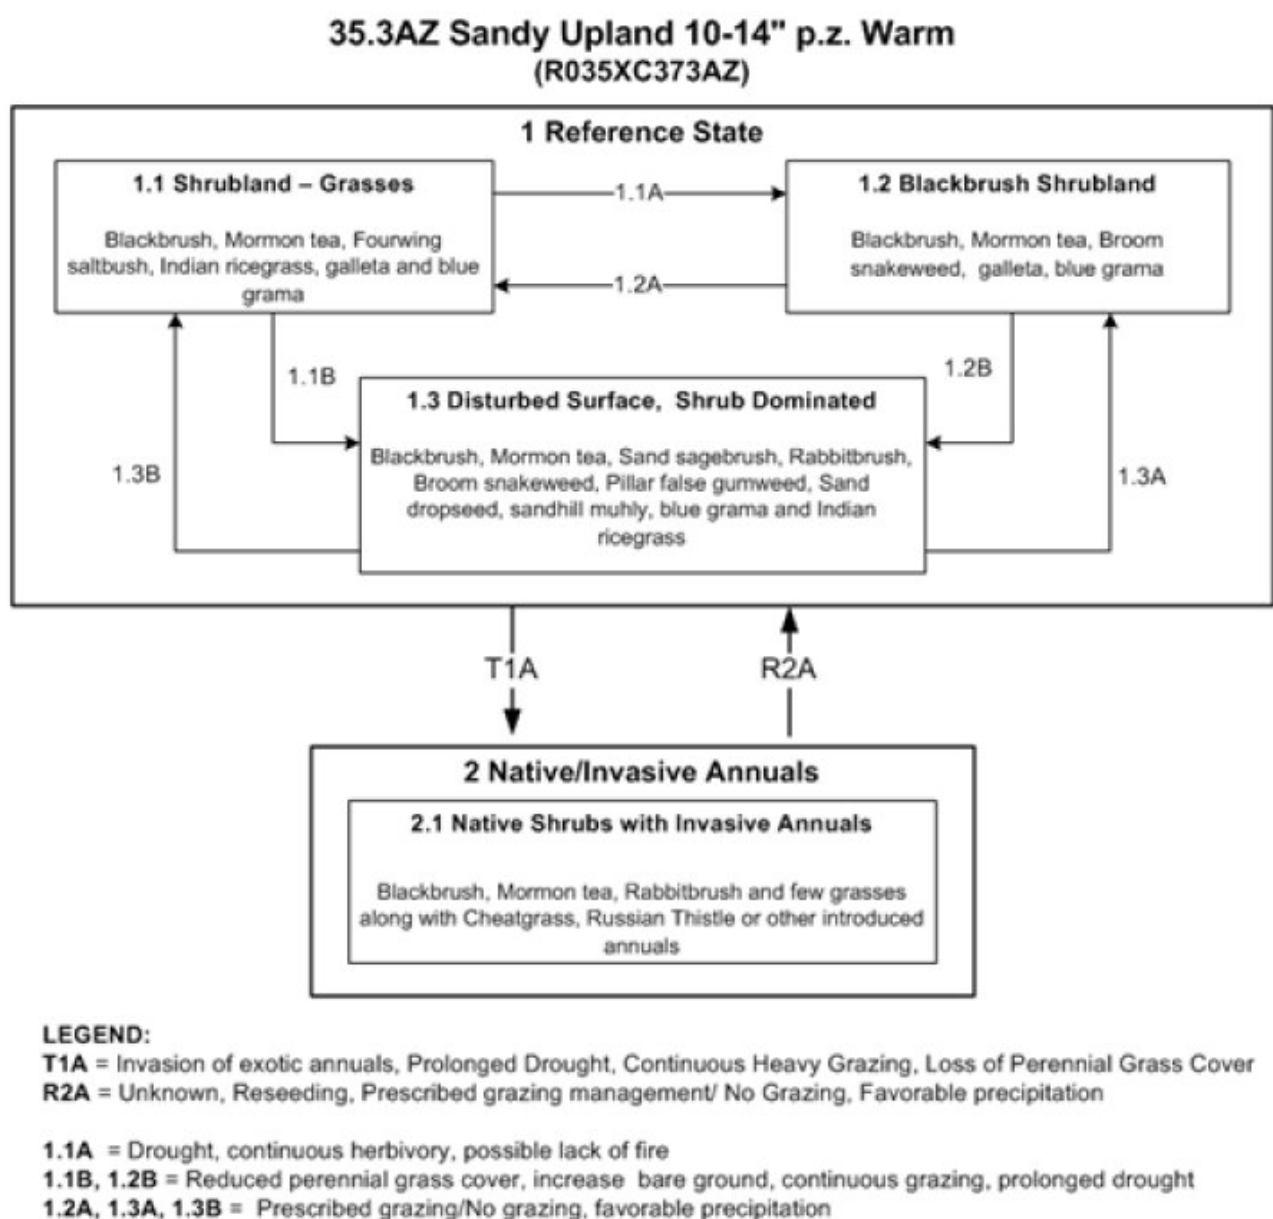 35.3AZ Sandy Upland 10-14" p.z. Warm
(R035XC373AZ)
1 Reference State
1.1 Shrubland – Grasses
Blackbrush, Mormon tea, Fourwing
saltbush, Indian ricegrass, galleta and blue
grama
1.1A
1.2A
1.2 Blackbrush Shrubland
Blackbrush, Mormon tea, Broom
snakeweed, galleta, blue grama
1.1B
1.2B
1.3 Disturbed Surface, Shrub Dominated
Blackbrush, Mormon tea, Sand sagebrush, Rabbitbrush,
Broom snakeweed, Pillar false gumweed, Sand
dropseed, sandhill muhly, blue grama and Indian
ricegrass
1.3B
1.3A
T1A
R2A
2 Native/Invasive Annuals
2.1 Native Shrubs with Invasive Annuals
Blackbrush, Mormon tea, Rabbitbrush and few grasses
along with Cheatgrass, Russian Thistle or other introduced
annuals
LEGEND:
T1A = Invasion of exotic annuals, Prolonged Drought, Continuous Heavy Grazing, Loss of Perennial Grass Cover
R2A = Unknown, Reseeding, Prescribed grazing management/ No Grazing, Favorable precipitation
1.1A = Drought, continuous herbivory, possible lack of fire
1.1B, 1.2B = Reduced perennial grass cover, increase bare ground, continuous grazing, prolonged drought
1.2A, 1.3A, 1.3B = Prescribed grazing/No grazing, favorable precipitation